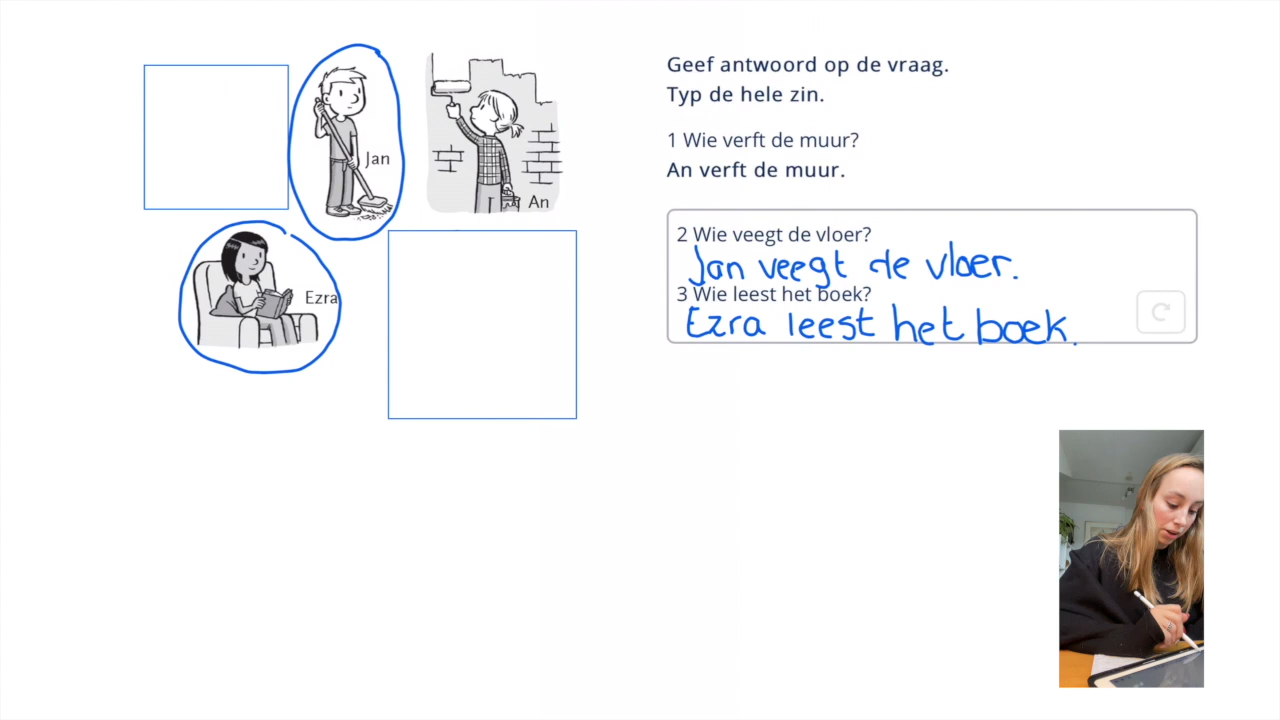 Jan
An
Ezra
Geef antwoord op de vraag.
Typ de hele zin.
1 Wie verft de muur?
An verft de muur.
2 Wie veegt de vloer?
Jan veegt de vloer.
3 Wie leest het boek?
Ezra leest het boek.